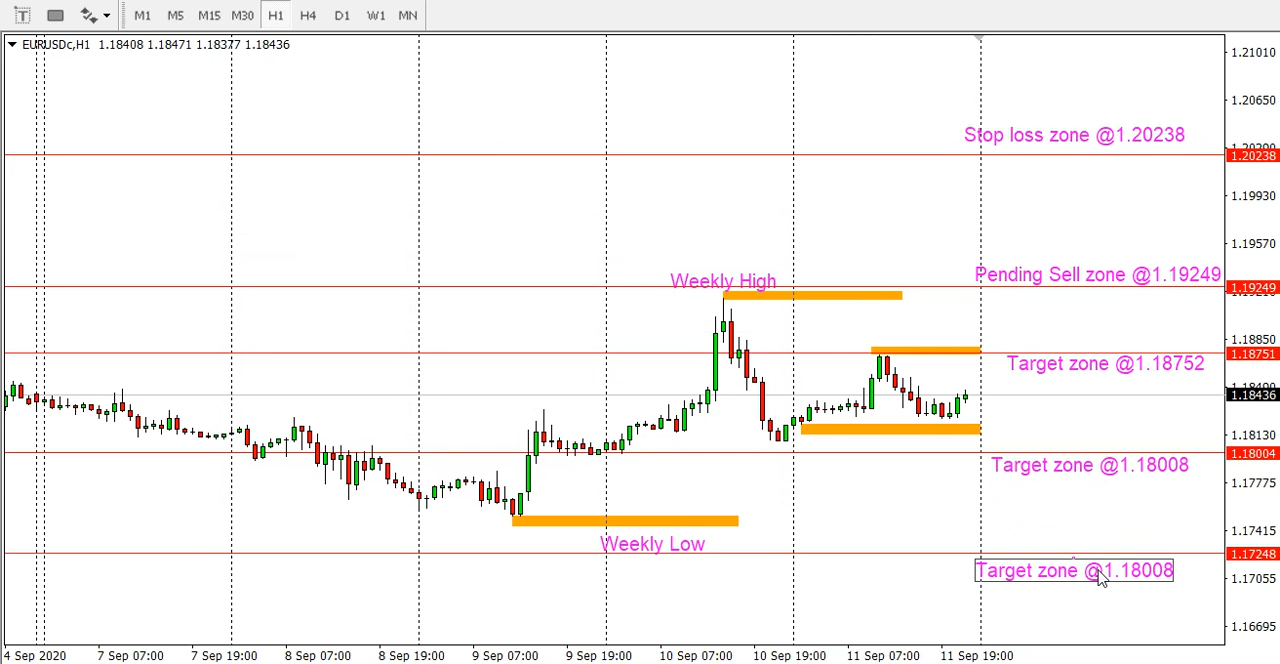 T M1 M5 M15 M30 H1 H4 D1 W1 MN
EURUSDc,H1 1.18408 1.18471 1.18377 1.18436
1.21010
1.20650
Stop loss zone @1.20238
1.20238
1.19930
1.19570
Pending Sell zone @1.19249
Weekly High
1.19249
1.18850
1.18751
Target zone @1.18752
1.18436
1.18130
1.18004
Target zone @1.18008
1.17775
1.17415
Weekly Low
1.17248
Target zone @1.18008
1.17055
1.16695
4 Sep 2020 7 Sep 07:00 7 Sep 19:00 8 Sep 07:00 8 Sep 19:00 9 Sep 07:00 9 Sep 19:00 10 Sep 07:00 10 Sep 19:00 11 Sep 07:00 11 Sep 19:00